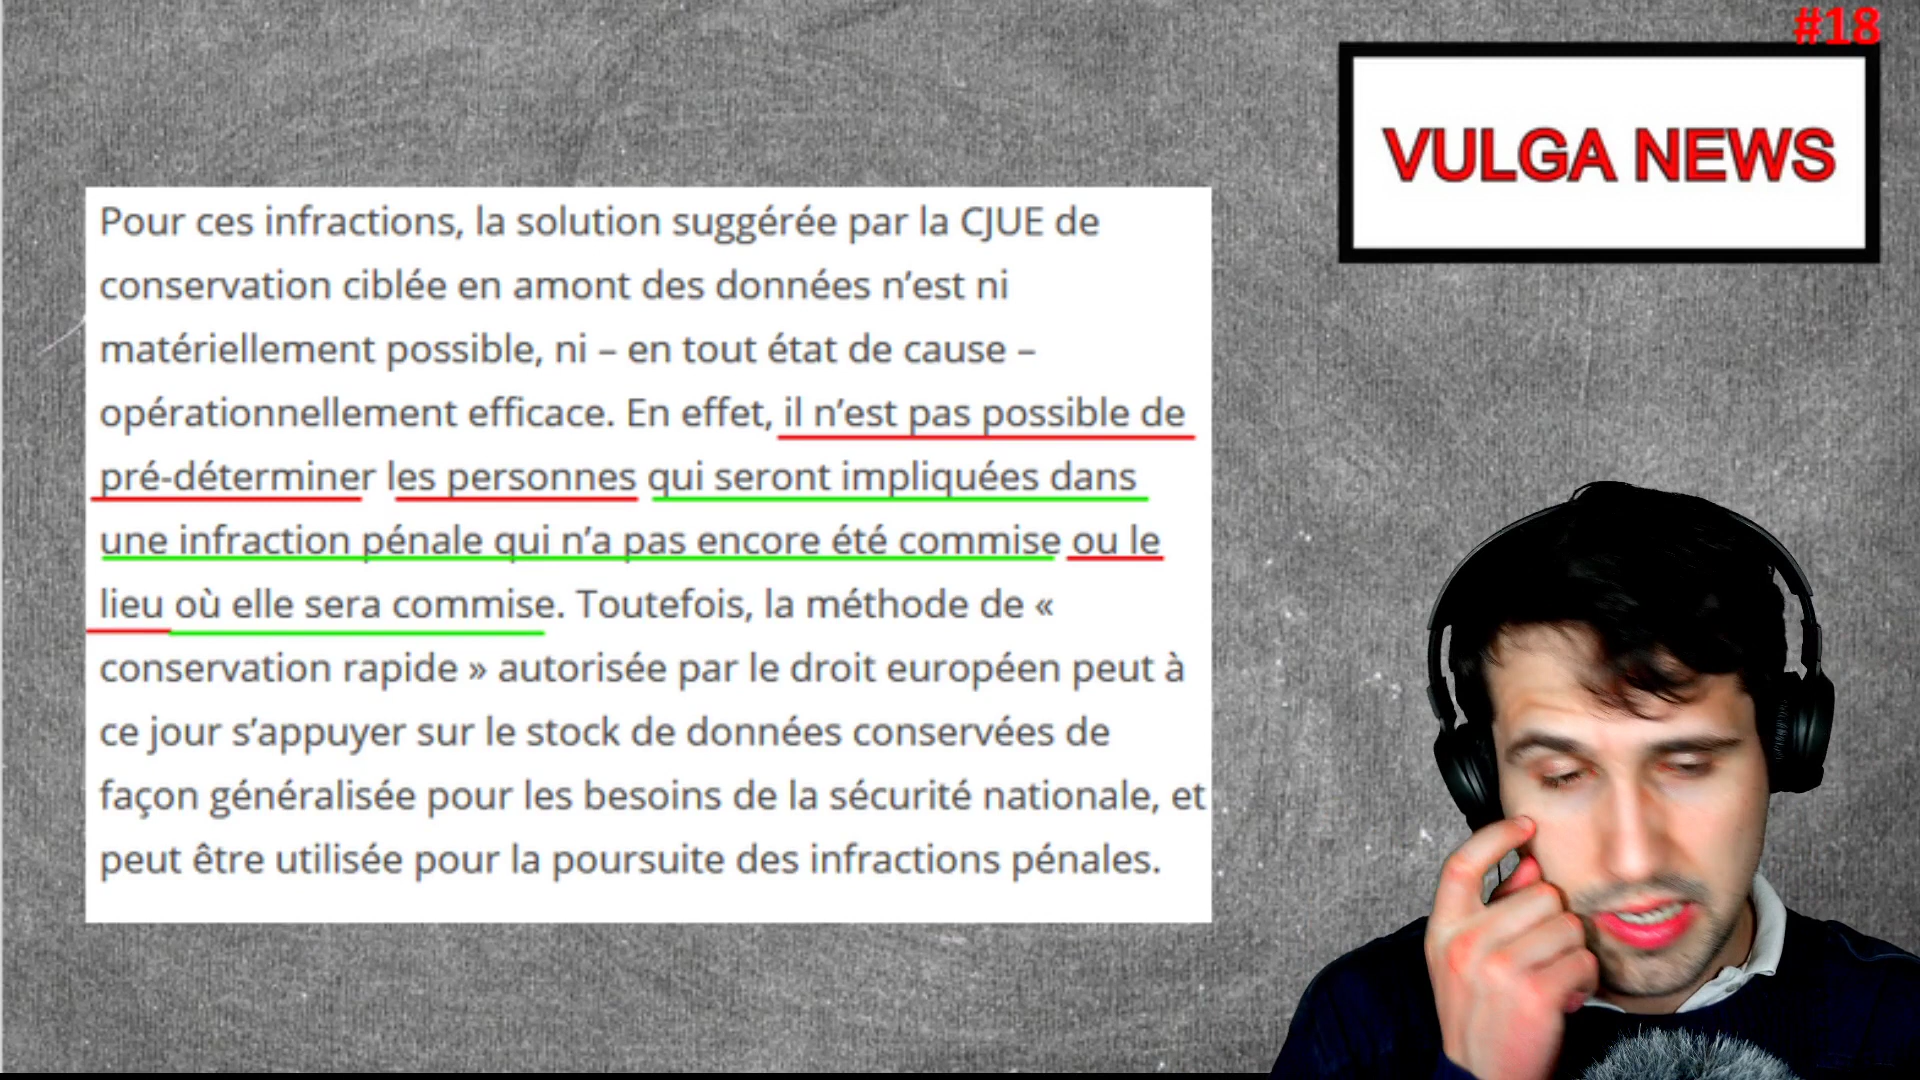 #18
VULGA NEWS
Pour ces infractions, la solution suggérée par la CJUE de
conservation ciblée en amont des données n’est ni
matériellement possible, ni – en tout état de cause –
opérationnellement efficace. En effet, il n’est pas possible de
pré-déterminer les personnes qui seront impliquées dans
une infraction pénale qui n’a pas encore été commise ou le
lieu où elle sera commise. Toutefois, la méthode de «
conservation rapide » autorisée par le droit européen peut à
ce jour s’appuyer sur le stock de données conservées de
façon généralisée pour les besoins de la sécurité nationale, et
peut être utilisée pour la poursuite des infractions pénales.